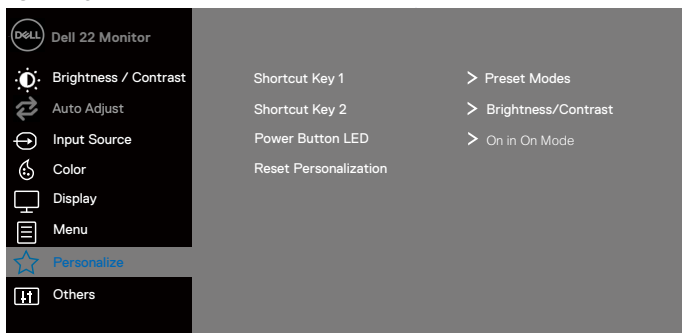 DELL Dell 22 Monitor
Brightness / Contrast
Auto Adjust
Input Source
Color
Display
Menu
Personalize
Others
Shortcut Key 1 > Preset Modes
Shortcut Key 2 > Brightness/Contrast
Power Button LED > On in On Mode
Reset Personalization